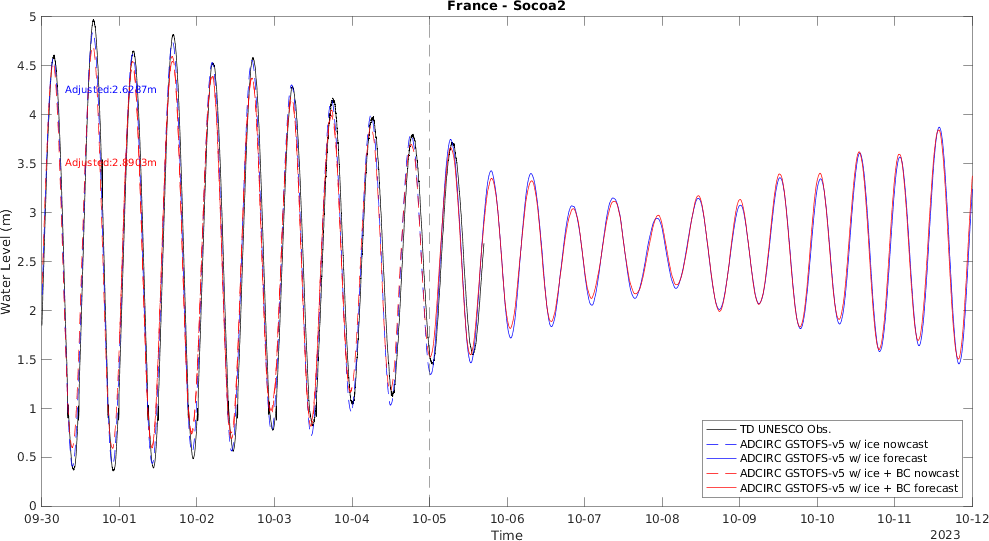 France - Socoa2
5
4.5
4
3.5
3
2.5
2
1.5
1
0.5
0
Water Level (m)
Adjusted:2.6287m
Adjusted:2.8903m
TD UNESCO Obs.
ADCIRC GSTOFS-v5 w/ ice nowcast
ADCIRC GSTOFS-v5 w/ ice forecast
ADCIRC GSTOFS-v5 w/ ice + BC nowcast
ADCIRC GSTOFS-v5 w/ ice + BC forecast
09-30 10-01 10-02 10-03 10-04 10-05 10-06 10-07 10-08 10-09 10-10 10-11 10-12
Time
2023